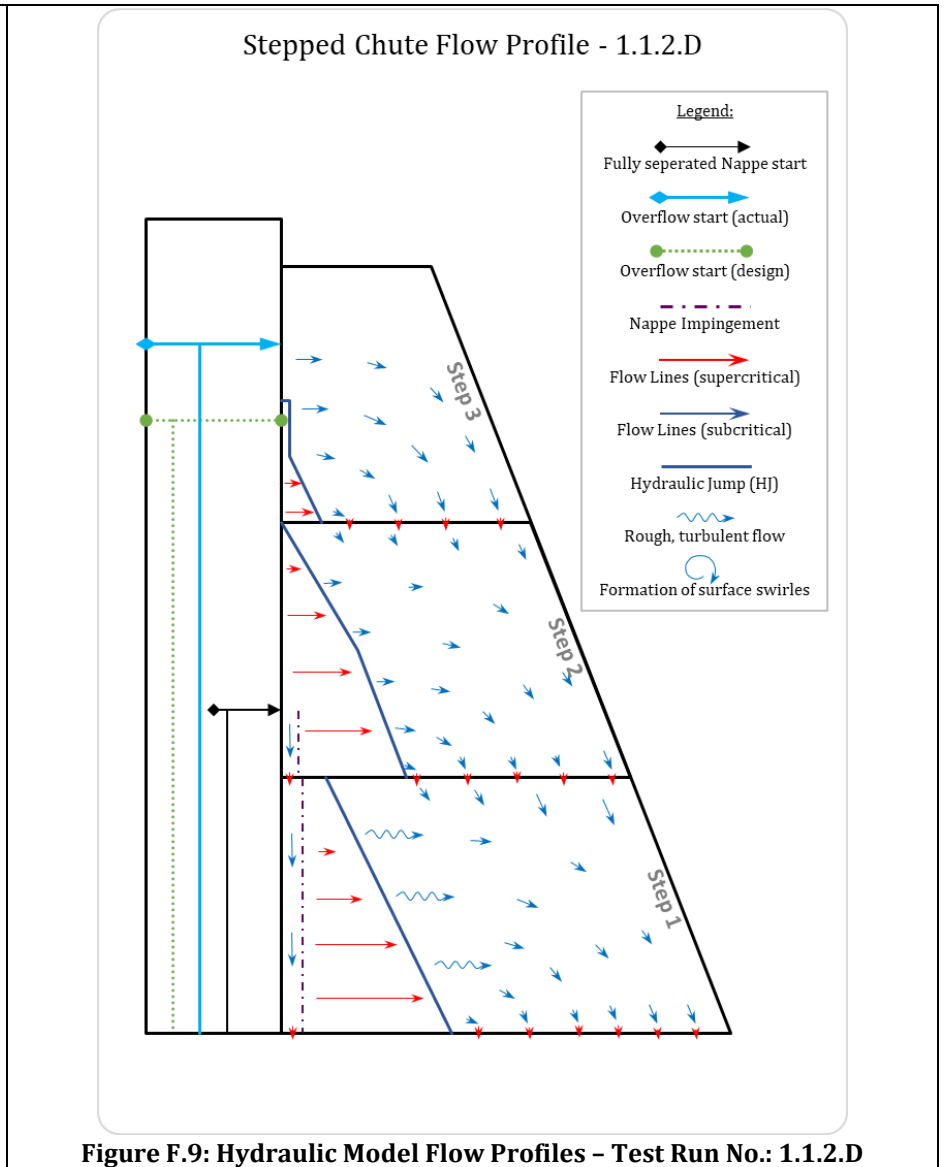 Stepped Chute Flow Profile - 1.1.2.D
Legend:
Fully seperated Nappe start
Overflow start (actual)
Overflow start (design)
Nappe Impingement
Flow Lines (supercritical)
Flow Lines (subcritical)
Hydraulic Jump (HJ)
Rough, turbulent flow
Formation of surface swirles
Step 3
Step 2
Step 1
Figure F.9: Hydraulic Model Flow Profiles – Test Run No.: 1.1.2.D